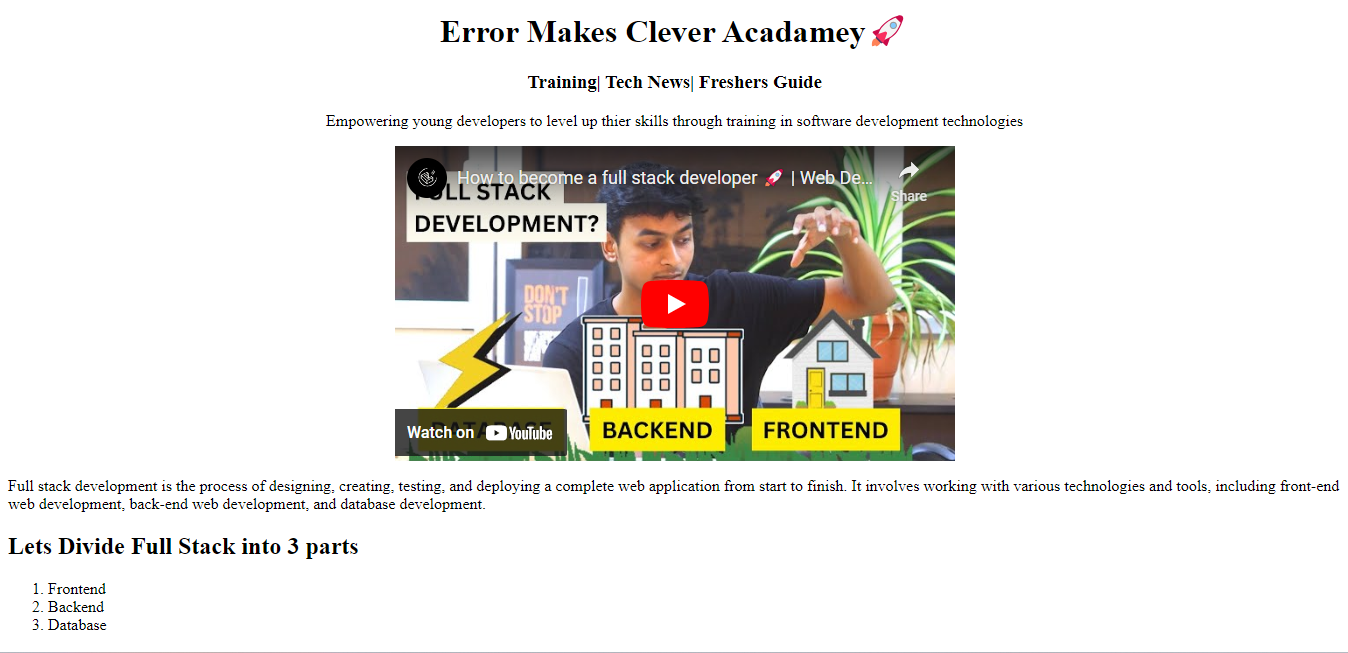 Error Makes Clever Acadamey🚀
Training| Tech News| Freshers Guide
Empowering young developers to level up thier skills through training in software development technologies
How to become a full stack developer 🚀 | Web De...
Share
FULL STACK
DEVELOPMENT?
DON'T
STOP
DATABASE
Watch on YouTube
BACKEND
FRONTEND
Full stack development is the process of designing, creating, testing, and deploying a complete web application from start to finish. It involves working with various technologies and tools, including front-end
web development, back-end web development, and database development.
Lets Divide Full Stack into 3 parts
1. Frontend
2. Backend
3. Database